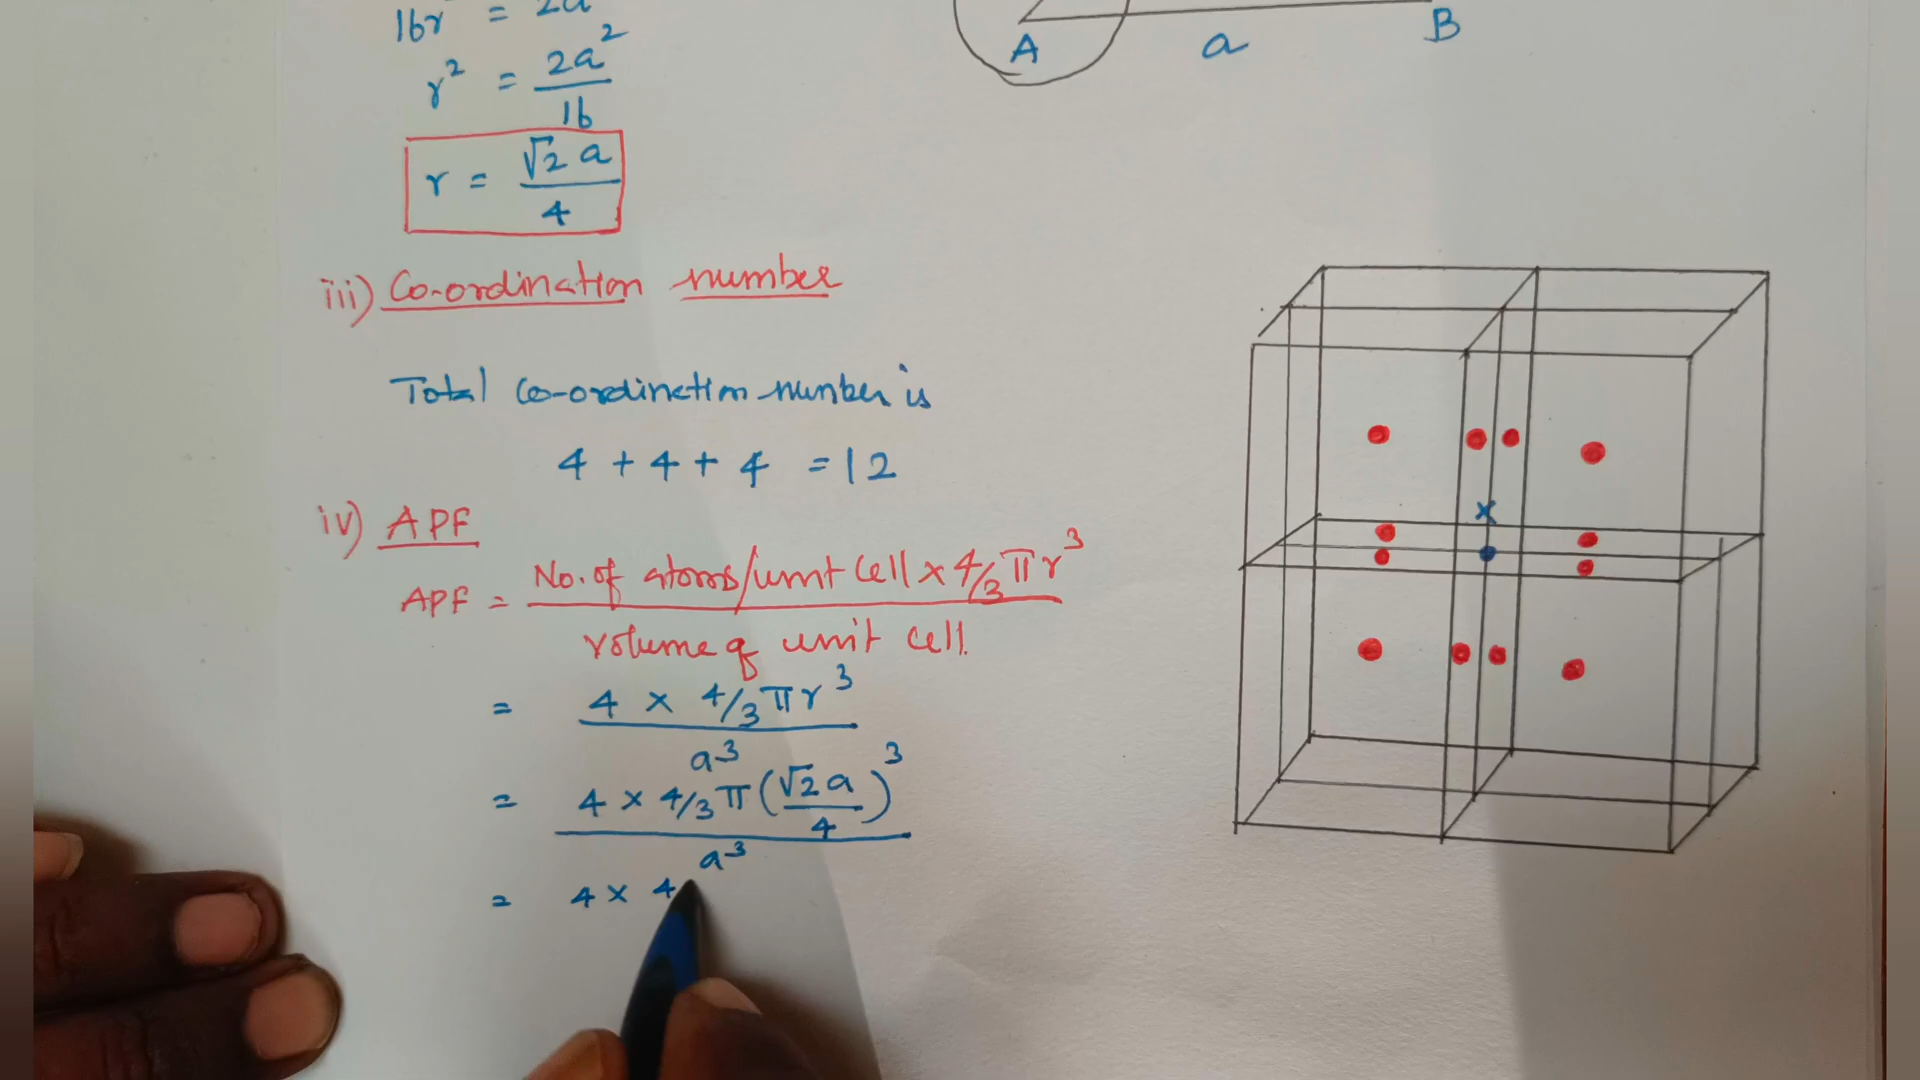 16r² = 2a²
r² = 2a² / 16
r = √2 a / 4
A a B
iii) Co-ordination number
Total Co-ordination number is
4 + 4 + 4 = 12
iv) APF
APF = No. of atoms/unit cell × 4/3 π r³ / volume of unit cell.
= 4 × 4/3 π r³ / a³
= 4 × 4/3 π (√2 a / 4)³ / a³
= 4 × 4
x